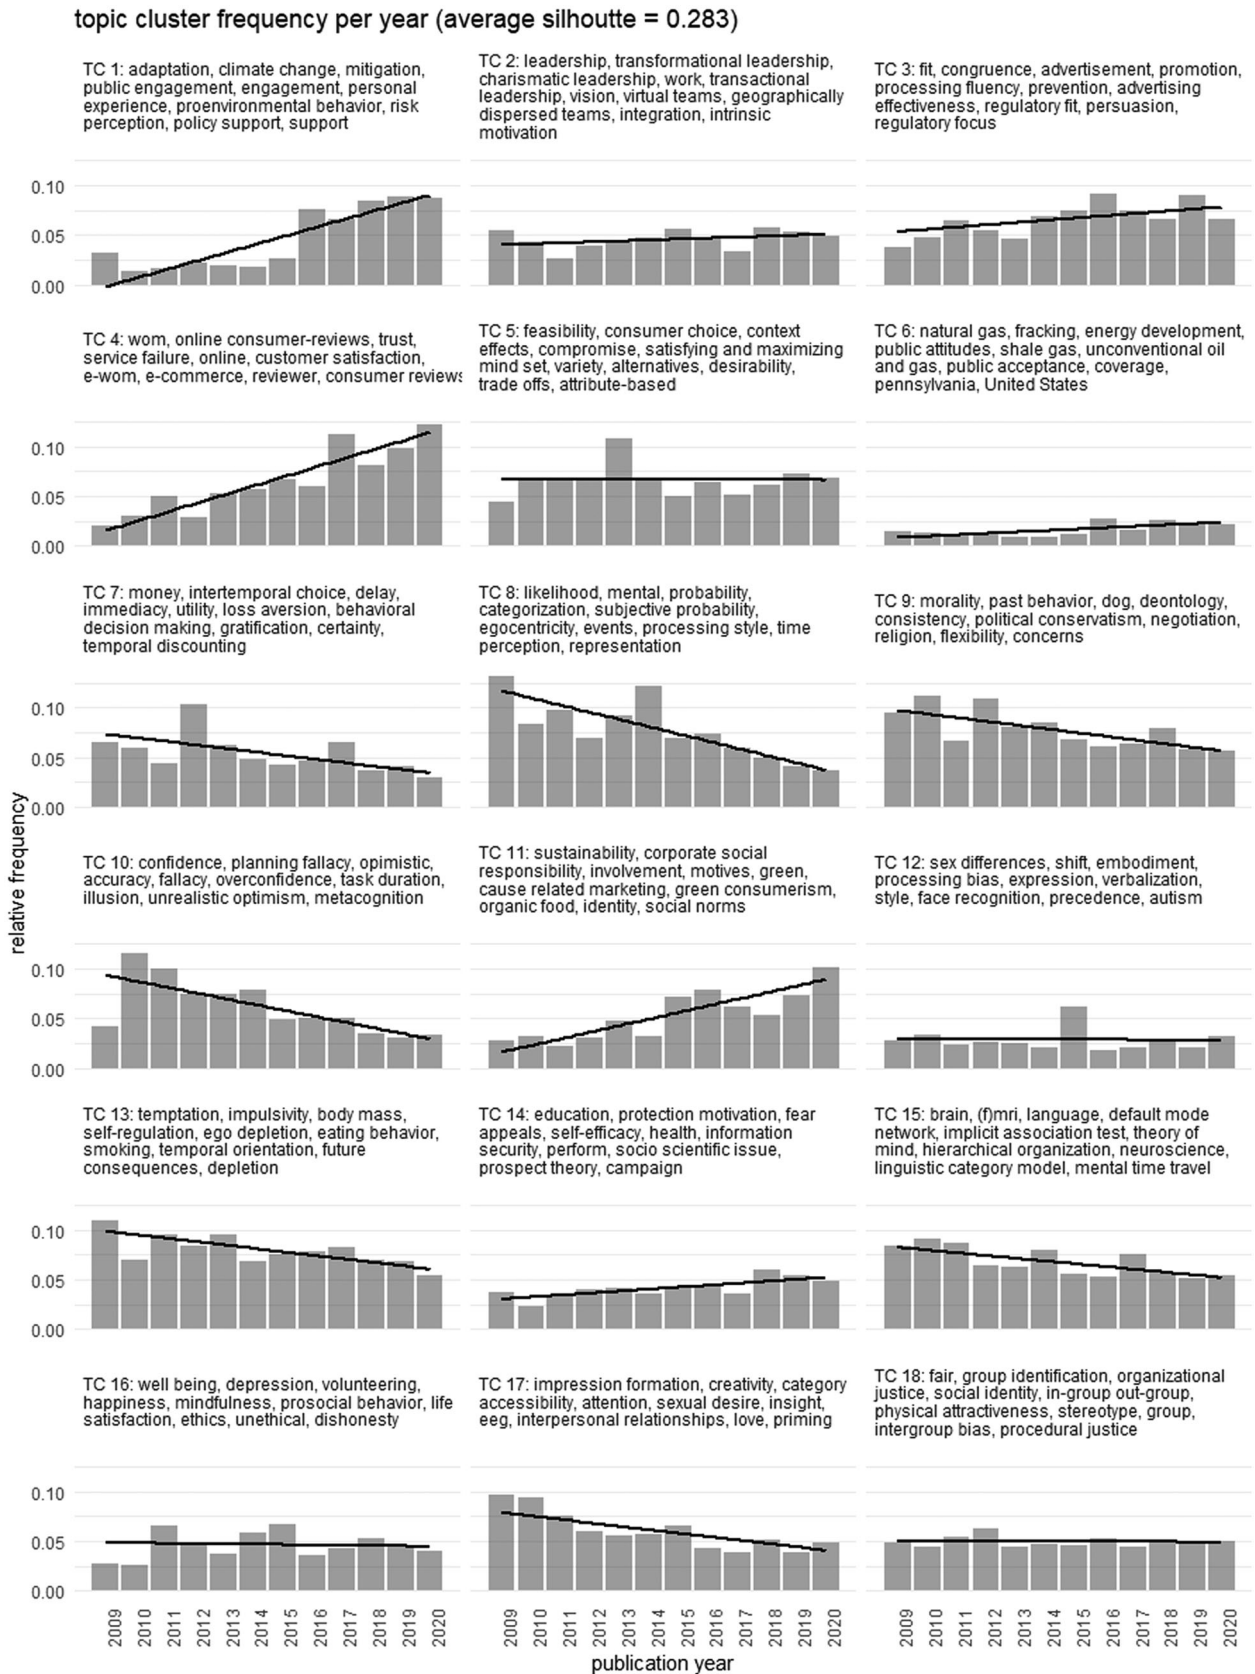 topic cluster frequency per year (average silhoutte = 0.283)
TC 1: adaptation, climate change, mitigation,
public engagement, engagement, personal
experience, proenvironmental behavior, risk
perception, policy support, support
TC 2: leadership, transformational leadership,
charismatic leadership, work, transactional
leadership, vision, virtual teams, geographically
dispersed teams, integration, intrinsic
motivation
TC 3: fit, congruence, advertisement, promotion,
processing fluency, prevention, advertising
effectiveness, regulatory fit, persuasion,
regulatory focus
0.10
0.05
0.00
TC 4: wom, online consumer-reviews, trust,
service failure, online, customer satisfaction,
e-wom, e-commerce, reviewer, consumer reviews
TC 5: feasibility, consumer choice, context
effects, compromise, satisfying and maximizing
mind set, variety, alternatives, desirability,
trade offs, attribute-based
TC 6: natural gas, fracking, energy development,
public attitudes, shale gas, unconventional oil
and gas, public acceptance, coverage,
pennsylvania, United States
0.10
0.05
0.00
TC 7: money, intertemporal choice, delay,
immediacy, utility, loss aversion, behavioral
decision making, gratification, certainty,
temporal discounting
TC 8: likelihood, mental, probability,
categorization, subjective probability,
egocentricity, events, processing style, time
perception, representation
TC 9: morality, past behavior, dog, deontology,
consistency, political conservatism, negotiation,
religion, flexibility, concerns
0.10
0.05
0.00
relative frequency
TC 10: confidence, planning fallacy, opimistic,
accuracy, fallacy, overconfidence, task duration,
illusion, unrealistic optimism, metacognition
TC 11: sustainability, corporate social
responsibility, involvement, motives, green,
cause related marketing, green consumerism,
organic food, identity, social norms
TC 12: sex differences, shift, embodiment,
processing bias, expression, verbalization,
style, face recognition, precedence, autism
0.10
0.05
0.00
TC 13: temptation, impulsivity, body mass,
self-regulation, ego depletion, eating behavior,
smoking, temporal orientation, future
consequences, depletion
TC 14: education, protection motivation, fear
appeals, self-efficacy, health, information
security, perform, socio scientific issue,
prospect theory, campaign
TC 15: brain, (f)mri, language, default mode
network, implicit association test, theory of
mind, hierarchical organization, neuroscience,
linguistic category model, mental time travel
0.10
0.05
0.00
TC 16: well being, depression, volunteering,
happiness, mindfulness, prosocial behavior, life
satisfaction, ethics, unethical, dishonesty
TC 17: impression formation, creativity, category
accessibility, attention, sexual desire, insight,
eeg, interpersonal relationships, love, priming
TC 18: fair, group identification, organizational
justice, social identity, in-group out-group,
physical attractiveness, stereotype, group,
intergroup bias, procedural justice
0.10
0.05
0.00
2009 2010 2011 2012 2013 2014 2015 2016 2017 2018 2019 2020
2009 2010 2011 2012 2013 2014 2015 2016 2017 2018 2019 2020
2009 2010 2011 2012 2013 2014 2015 2016 2017 2018 2019 2020
publication year